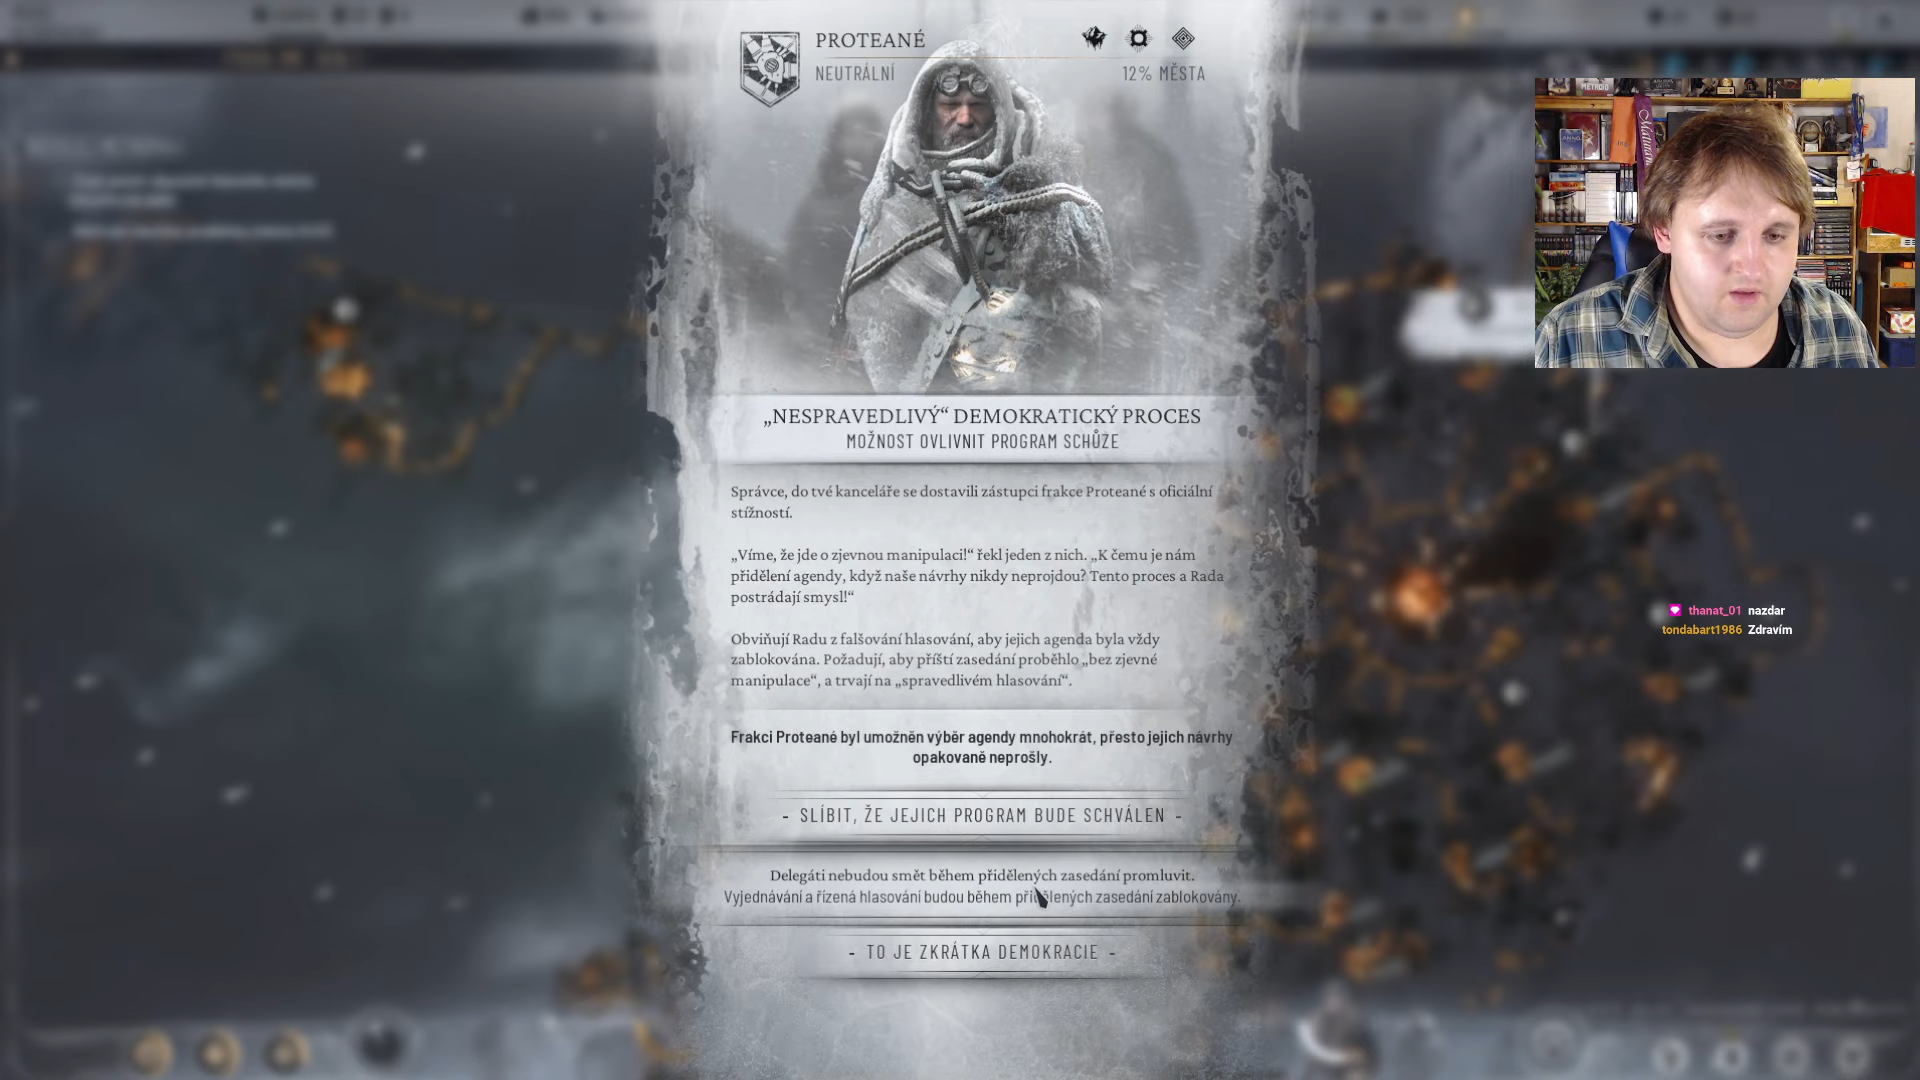 PROTEANÉ
NEUTRÁLNÍ
12% MĚSTA
„NESPRAVEDLIVÝ“ DEMOKRATICKÝ PROCES
MOŽNOST OVLIVNIT PROGRAM SCHŮZE
Správce, do tvé kanceláře se dostavili zástupci frakce Proteané s oficiální
stížností.
„Víme, že jde o zjevnou manipulaci!“ řekl jeden z nich. „K čemu je nám
přidělení agendy, když naše návrhy nikdy neprojdou? Tento proces a Rada
postrádají smysl!“
Obviňují Radu z falšování hlasování, aby jejich agenda byla vždy
zablokována. Požadují, aby příští zasedání proběhlo „bez zjevné
manipulace“, a trvají na „spravedlivém hlasování“.
Frakci Proteané byl umožněn výběr agendy mnohokrát, přesto jejich návrhy
opakovaně neprošly.
- SLÍBIT, ŽE JEJICH PROGRAM BUDE SCHVÁLEN -
Delegáti nebudou smět během přidělených zasedání promluvit.
Vyjednávání a řízená hlasování budou během přidělených zasedání zablokovány.
- TO JE ZKRÁTKA DEMOKRACIE -
METROID
ANNO
thanat_01 nazdar
tondabart1986 Zdravím